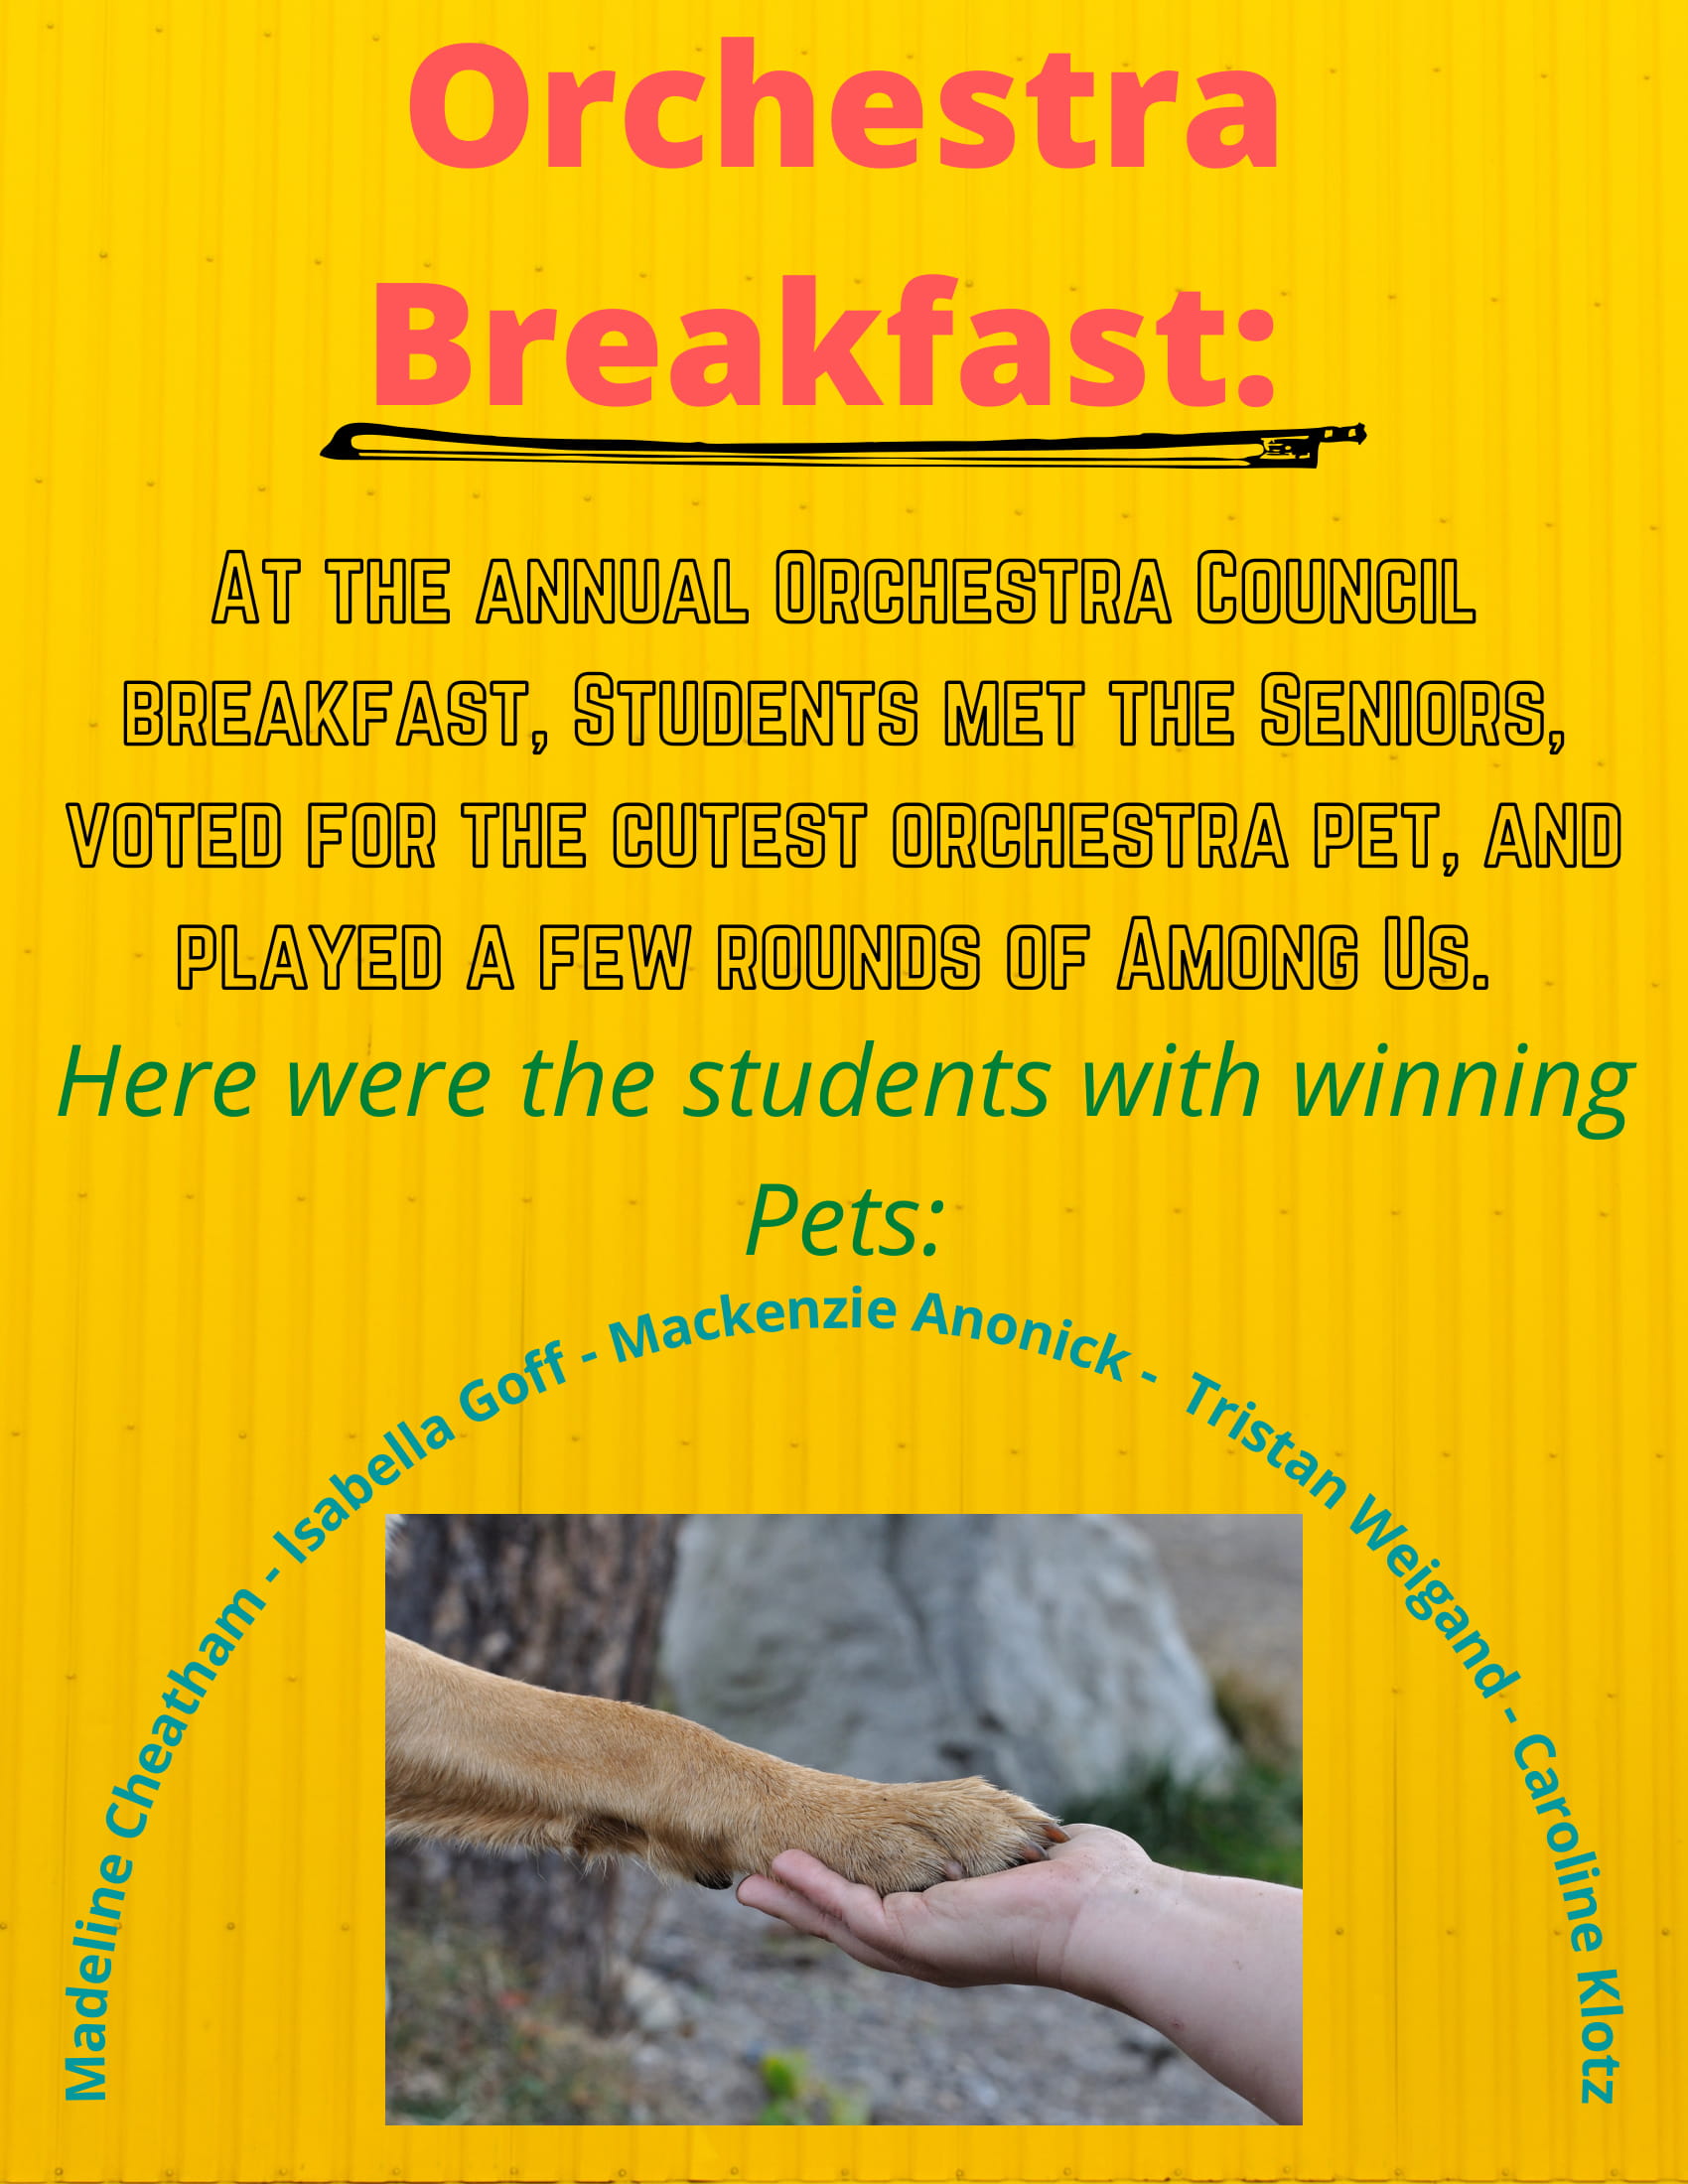 Orchestra
Breakfast:
At the annual Orchestra Council
breakfast, Students met the Seniors,
voted for the cutest orchestra pet, and
played a few rounds of Among Us.
Here were the students with winning
Pets:
Madeline Cheatham - Isabella Goff - Mackenzie Anonick - Tristan Weigand - Caroline Klotz